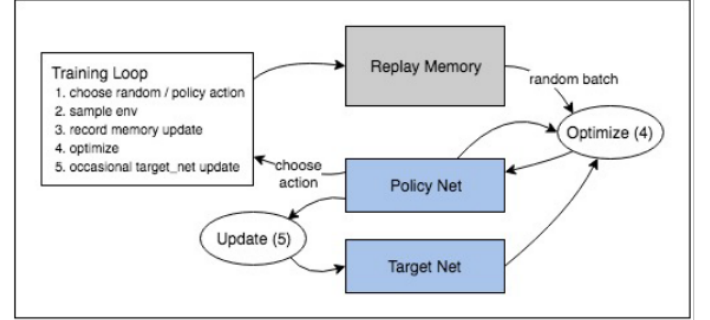 Training Loop
1. choose random / policy action
2. sample env
3. record memory update
4. optimize
5. occasional target_net update
Replay Memory
random batch
Optimize (4)
choose
action
Policy Net
Update (5)
Target Net